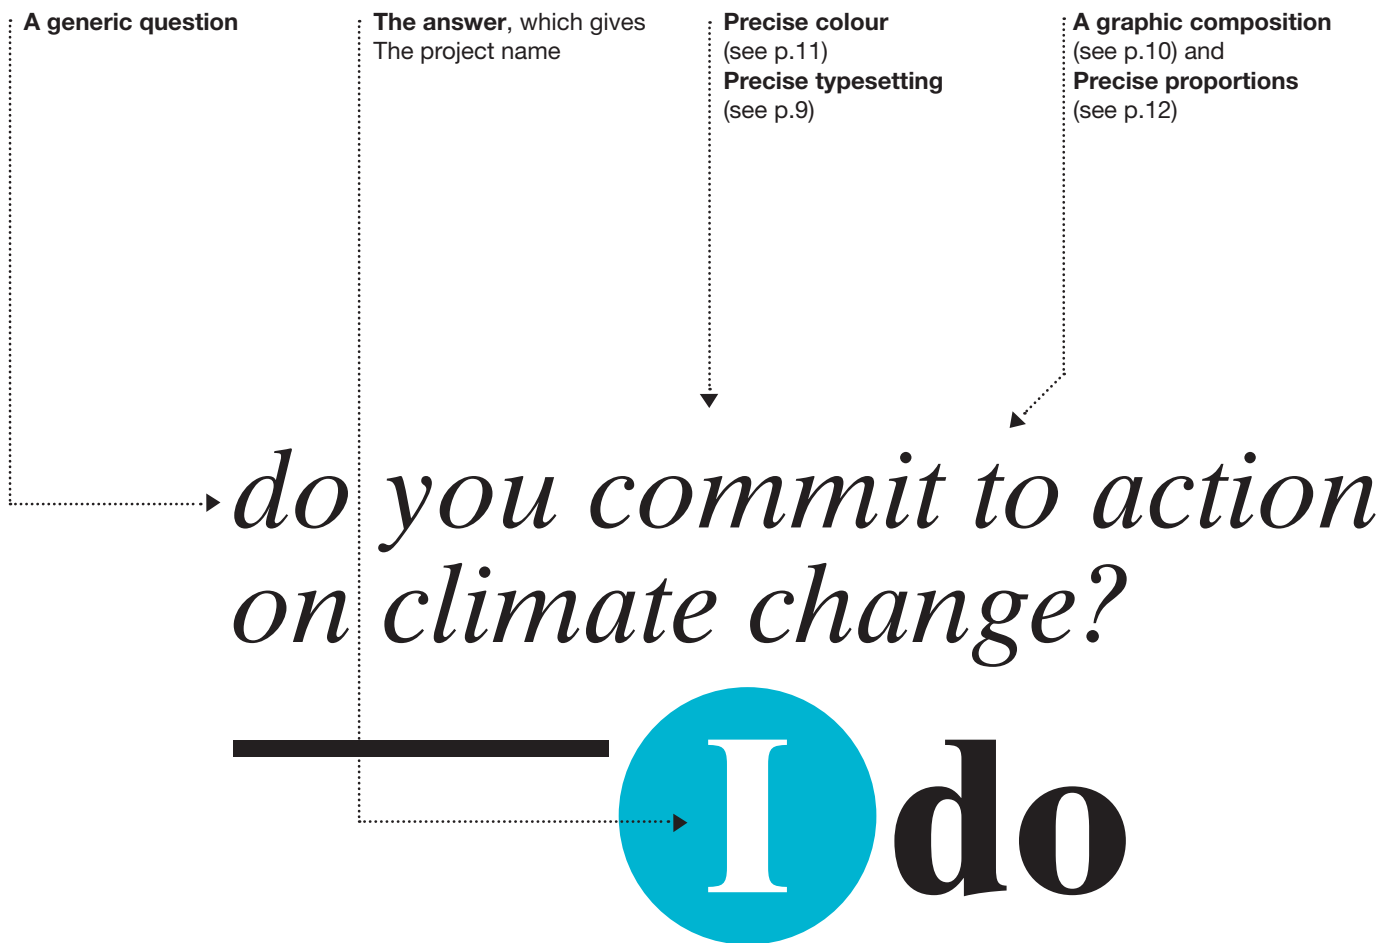 A generic question
The answer, which gives
The project name
Precise colour
(see p.11)
Precise typesetting
(see p.9)
A graphic composition
(see p.10) and
Precise proportions
(see p.12)
do you commit to action
on climate change?
I do